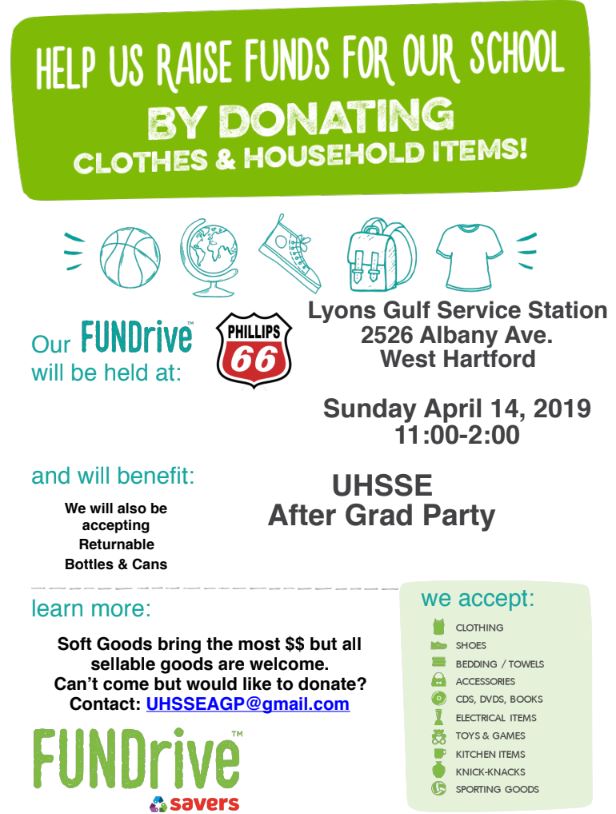 HELP US RAISE FUNDS FOR OUR SCHOOL
BY DONATING
CLOTHES & HOUSEHOLD ITEMS!
Our FUNDrive™
will be held at:
PHILLIPS
66
Lyons Gulf Service Station
2526 Albany Ave.
West Hartford
Sunday April 14, 2019
11:00-2:00
and will benefit:
We will also be
accepting
Returnable
Bottles & Cans
UHSSE
After Grad Party
learn more:
Soft Goods bring the most $$ but all
sellable goods are welcome.
Can't come but would like to donate?
Contact: UHSSEAGP@gmail.com
FUNDrive™
savers
we accept:
CLOTHING
SHOES
BEDDING / TOWELS
ACCESSORIES
CDS, DVDS, BOOKS
ELECTRICAL ITEMS
TOYS & GAMES
KITCHEN ITEMS
KNICK-KNACKS
SPORTING GOODS